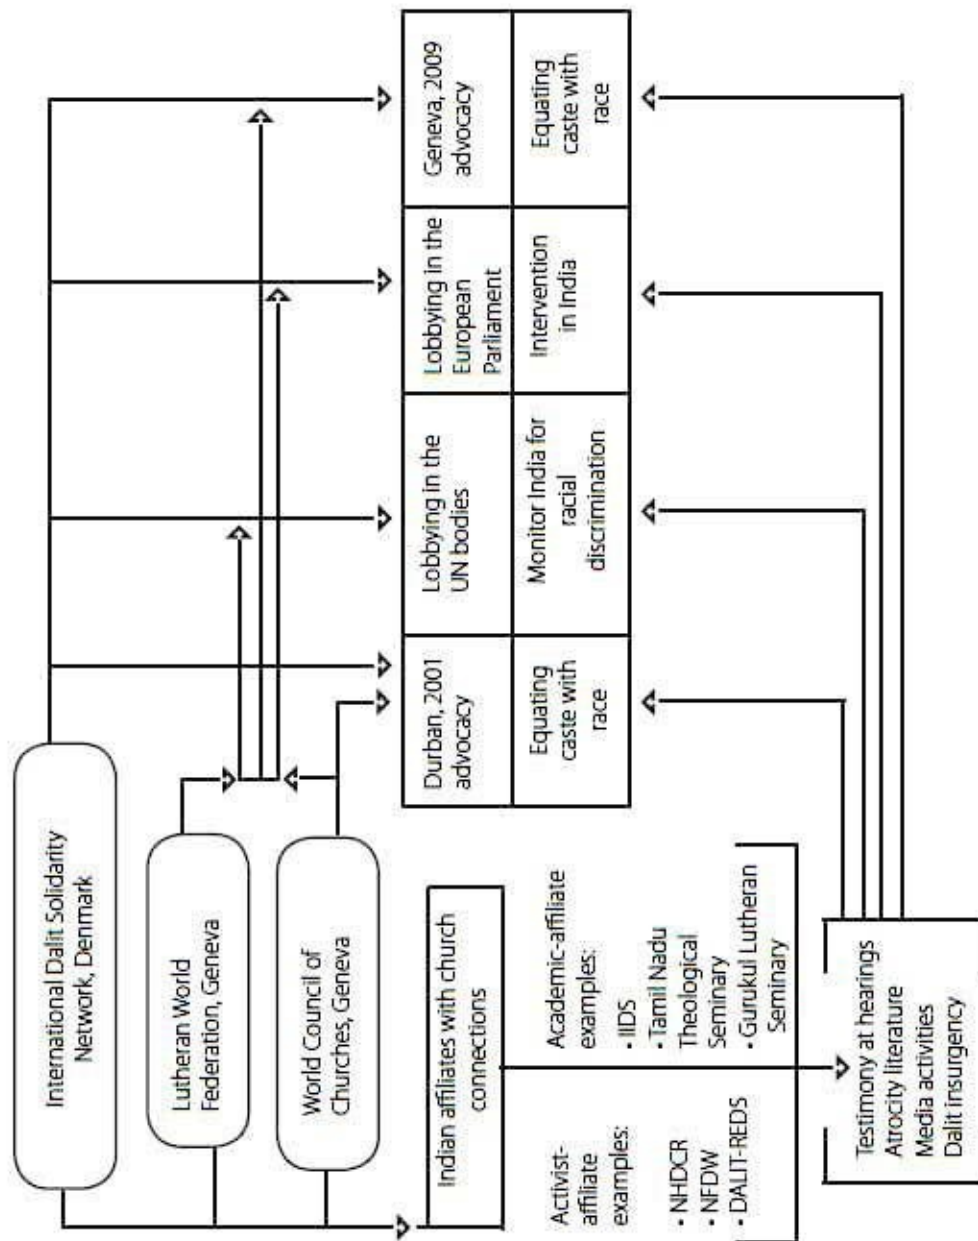 International Dalit Solidarity
Network, Denmark
Lutheran World
Federation, Geneva
World Council of
Churches, Geneva
Durban, 2001
advocacy
Lobbying in the
UN bodies
Lobbying in the
European
Parliament
Geneva, 2009
advocacy
Equating
caste with
race
Monitor India for
racial
discrimination
Intervention
in India
Equating
caste with
race
Indian affiliates with church
connections
Activist-
affiliate
examples:
• NHDCR
• NFDW
• DALIT-REDS
Academic-affiliate
examples:
• IIDS
• Tamil Nadu
Theological
Seminary
• Gurukul Lutheran
Seminary
Testimony at hearings
Atrocity literature
Media activities
Dalit insurgency